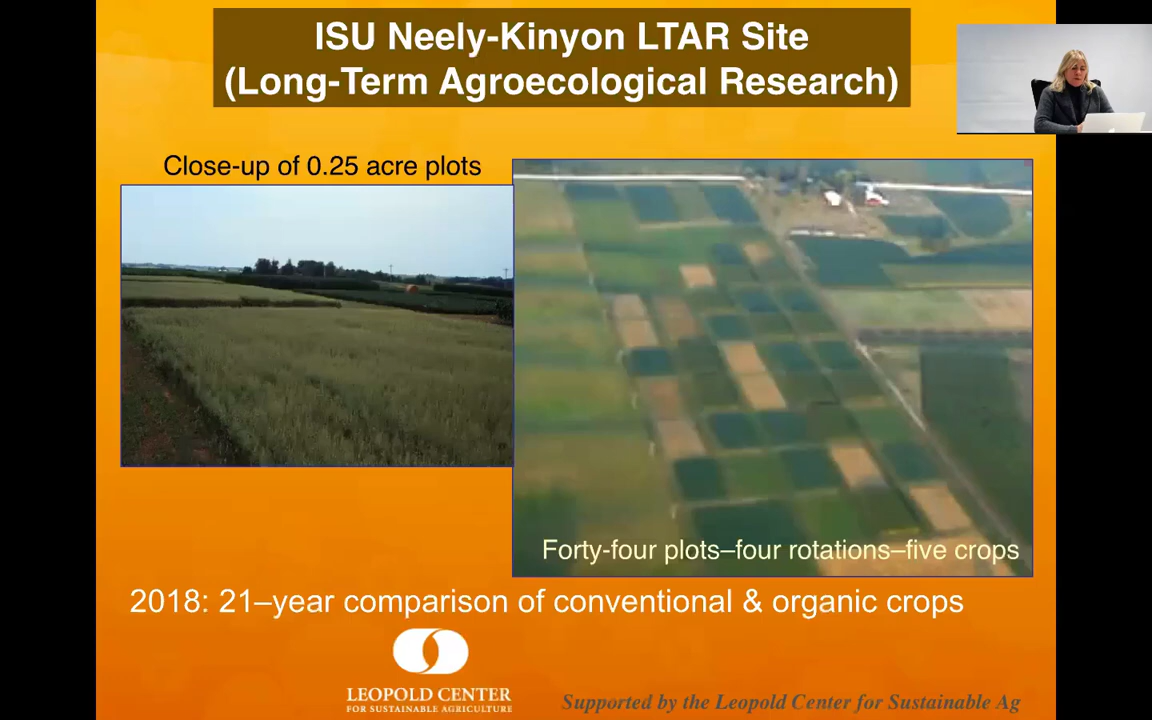 ISU Neely-Kinyon LTAR Site
(Long-Term Agroecological Research)
Close-up of 0.25 acre plots
Forty-four plots–four rotations–five crops
2018: 21–year comparison of conventional & organic crops
LEOPOLD CENTER
FOR SUSTAINABLE AGRICULTURE
Supported by the Leopold Center for Sustainable Ag